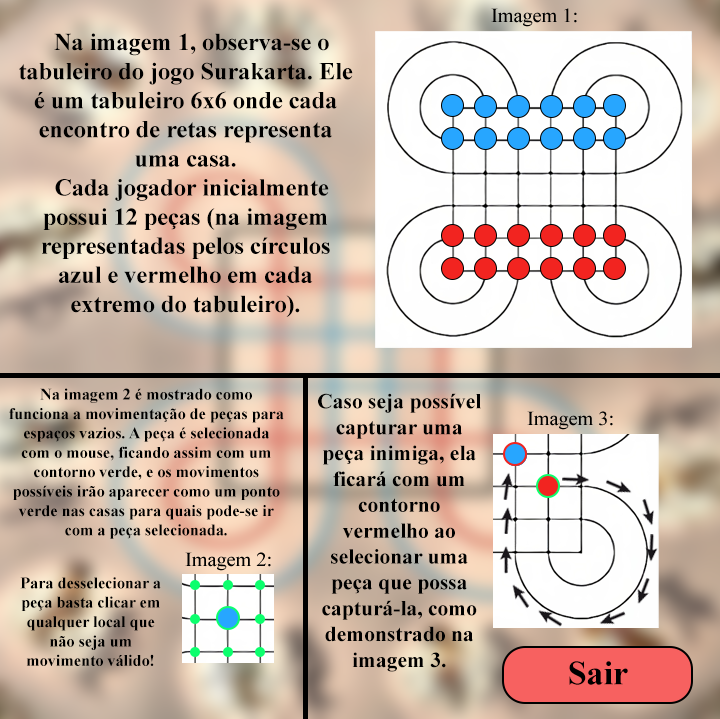 Imagem 1:
Na imagem 1, observa-se o
tabuleiro do jogo Surakarta. Ele
é um tabuleiro 6x6 onde cada
encontro de retas representa
uma casa.
Cada jogador inicialmente
possui 12 peças (na imagem
representadas pelos círculos
azul e vermelho em cada
extremo do tabuleiro).
Na imagem 2 é mostrado como
funciona a movimentação de peças para
espaços vazios. A peça é selecionada
com o mouse, ficando assim com um
contorno verde, e os movimentos
possíveis irão aparecer como um ponto
verde nas casas para quais pode-se ir
com a peça selecionada.
Imagem 2:
Para desselecionar a
peça basta clicar em
qualquer local que
não seja um
movimento válido!
Caso seja possível
capturar uma
peça inimiga, ela
ficará com um
contorno
vermelho ao
selecionar uma
peça que possa
capturá-la, como
demonstrado na
imagem 3.
Imagem 3:
Sair